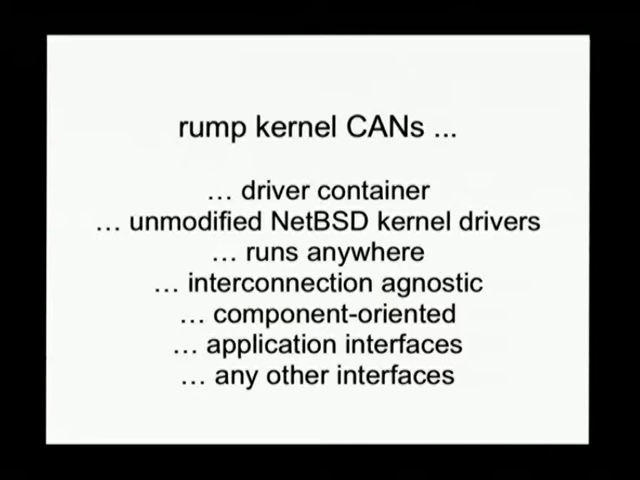 rump kernel CANs ...
… driver container
… unmodified NetBSD kernel drivers
… runs anywhere
… interconnection agnostic
… component-oriented
… application interfaces
… any other interfaces